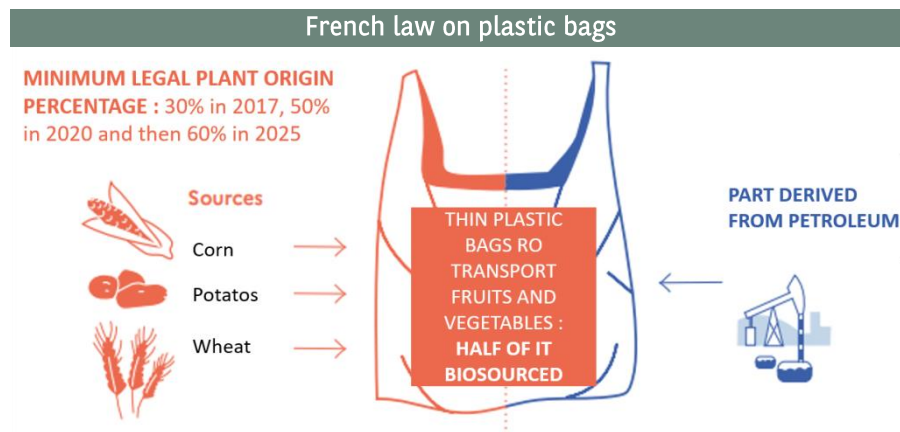 French law on plastic bags
MINIMUM LEGAL PLANT ORIGIN
PERCENTAGE : 30% in 2017, 50%
in 2020 and then 60% in 2025
Sources
Corn
Potatos
Wheat
THIN PLASTIC
BAGS RO
TRANSPORT
FRUITS AND
VEGETABLES :
HALF OF IT
BIOSOURCED
PART DERIVED
FROM PETROLEUM